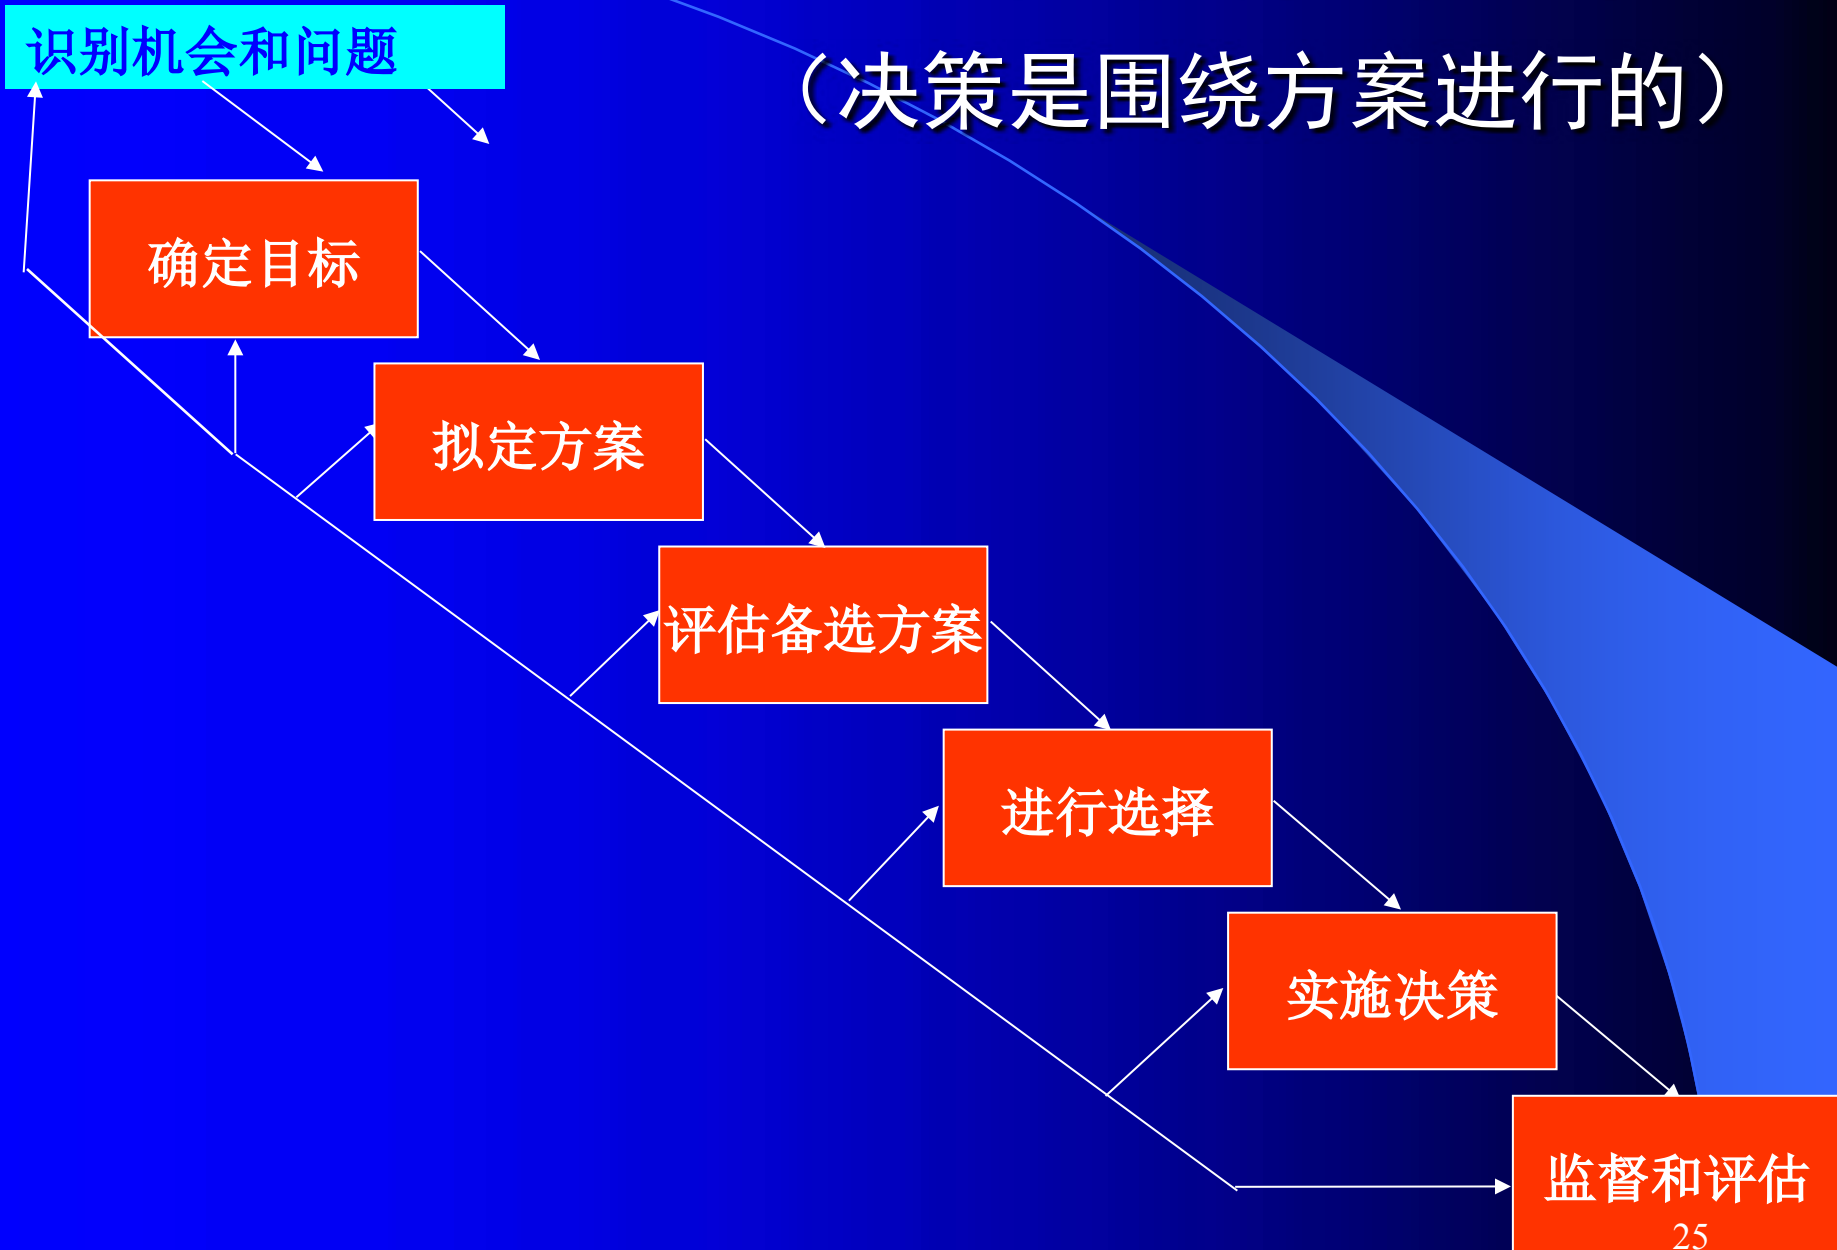 识别机会和问题
（决策是围绕方案进行的）
确定目标
拟定方案
评估备选方案
进行选择
实施决策
监督和评估
25